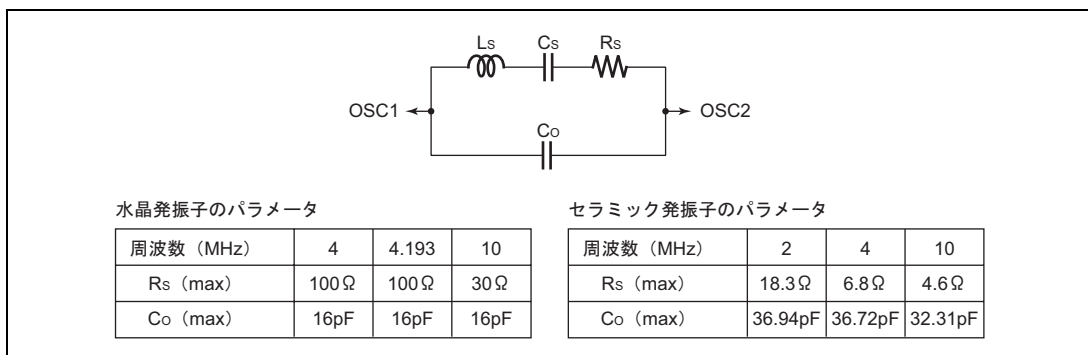 Ls Cs Rs
OSC1 OSC2
Co
水晶発振子のパラメータ
周波数（MHz） 4 4.193 10
Rs（max） 100Ω 100Ω 30Ω
Co（max） 16pF 16pF 16pF
セラミック発振子のパラメータ
周波数（MHz） 2 4 10
Rs（max） 18.3Ω 6.8Ω 4.6Ω
Co（max） 36.94pF 36.72pF 32.31pF